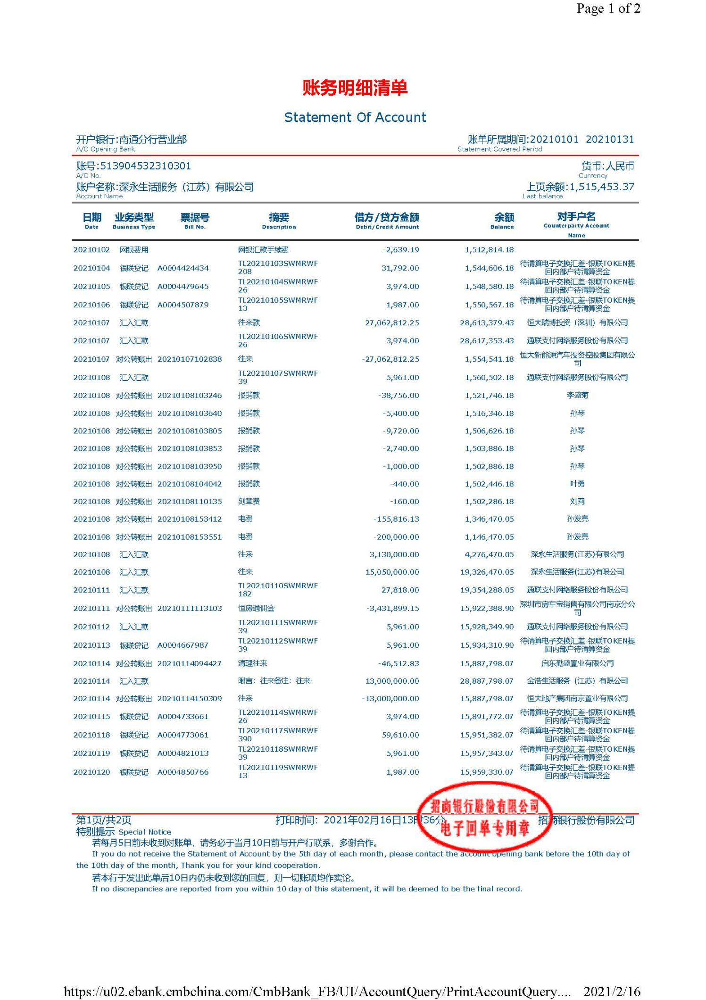 Page 1 of 2
账务明细清单
Statement Of Account
开户银行:南通分行营业部 账单所属期间:20210101 20210131
A/C Opening Bank Statement Covered Period
账号:513904532310301 货币:人民币
A/C No. Currency
账户名称:深永生活服务（江苏）有限公司 上页余额:1,515,453.37
Account Name Last balance
日期 业务类型 票据号 摘要 借方/贷方金额 余额 对手户名
Date Business Type Bill No. Description Debit/Credit Amount Balance Counterparty Account
Name
20210102 网银费用 网银汇款手续费 -2,639.19 1,512,814.18
20210104 银联贷记 A0004424434 TL20210103SWMRWF 31,792.00 1,544,606.18 待清算电子交换汇差-银联TOKEN提
208 回内部户待清算资金
20210105 银联贷记 A0004479645 TL20210104SWMRWF 3,974.00 1,548,580.18 待清算电子交换汇差-银联TOKEN提
26 回内部户待清算资金
20210106 银联贷记 A0004507879 TL20210105SWMRWF 1,987.00 1,550,567.18 待清算电子交换汇差-银联TOKEN提
13 回内部户待清算资金
20210107 汇入汇款 往来款 27,062,812.25 28,613,379.43 恒大瑞博投资（深圳）有限公司
20210107 汇入汇款 TL20210106SWMRWF 3,974.00 28,617,353.43 通联支付网络服务股份有限公司
26
20210107 对公转账出 20210107102838 往来 -27,062,812.25 1,554,541.18 恒大新能源汽车投资控股集团有限公
司
20210108 汇入汇款 TL20210107SWMRWF 5,961.00 1,560,502.18 通联支付网络服务股份有限公司
39
20210108 对公转账出 20210108103246 报销款 -38,756.00 1,521,746.18 李盛菊
20210108 对公转账出 20210108103640 报销款 -5,400.00 1,516,346.18 孙琴
20210108 对公转账出 20210108103805 报销款 -9,720.00 1,506,626.18 孙琴
20210108 对公转账出 20210108103853 报销款 -2,740.00 1,503,886.18 孙琴
20210108 对公转账出 20210108103950 报销款 -1,000.00 1,502,886.18 孙琴
20210108 对公转账出 20210108104042 报销款 -440.00 1,502,446.18 叶勇
20210108 对公转账出 20210108110135 刻章费 -160.00 1,502,286.18 刘莉
20210108 对公转账出 20210108153412 电费 -155,816.13 1,346,470.05 孙发亮
20210108 对公转账出 20210108153551 电费 -200,000.00 1,146,470.05 孙发亮
20210108 汇入汇款 往来 3,130,000.00 4,276,470.05 深永生活服务(江苏)有限公司
20210108 汇入汇款 往来 15,050,000.00 19,326,470.05 深永生活服务(江苏)有限公司
20210111 汇入汇款 TL20210110SWMRWF 27,818.00 19,354,288.05 通联支付网络服务股份有限公司
182
20210111 对公转账出 20210111113103 恒房通佣金 -3,431,899.15 15,922,388.90 深圳市房车宝销售有限公司南京分公
司
20210112 汇入汇款 TL20210111SWMRWF 5,961.00 15,928,349.90 通联支付网络服务股份有限公司
39
20210113 银联贷记 A0004667987 TL20210112SWMRWF 5,961.00 15,934,310.90 待清算电子交换汇差-银联TOKEN提
39 回内部户待清算资金
20210114 对公转账出 20210114094427 清理往来 -46,512.83 15,887,798.07 启东勤盛置业有限公司
20210114 汇入汇款 附言：往来备注：往来 13,000,000.00 28,887,798.07 金浩生活服务（江苏）有限公司
20210114 对公转账出 20210114150309 往来 -13,000,000.00 15,887,798.07 恒大地产集团南京置业有限公司
20210115 银联贷记 A0004733661 TL20210114SWMRWF 3,974.00 15,891,772.07 待清算电子交换汇差-银联TOKEN提
26 回内部户待清算资金
20210118 银联贷记 A0004773061 TL20210117SWMRWF 59,610.00 15,951,382.07 待清算电子交换汇差-银联TOKEN提
390 回内部户待清算资金
20210119 银联贷记 A0004821013 TL20210118SWMRWF 5,961.00 15,957,343.07 待清算电子交换汇差-银联TOKEN提
39 回内部户待清算资金
20210120 银联贷记 A0004850766 TL20210119SWMRWF 1,987.00 15,959,330.07 待清算电子交换汇差-银联TOKEN提
13 回内部户待清算资金
招商银行股份有限公司
电子回单专用章
第1页/共2页 打印时间：2021年02月16日13时36分 招商银行股份有限公司
特别提示 Special Notice
若每月5日前未收到对账单，请务必于当月10日前与开户行联系，多谢合作。
If you do not receive the Statement of Account by the 5th day of each month, please contact the account opening bank before the 10th day of
the 10th day of the month, Thank you for your kind cooperation.
若本行于发出此单后10日内仍未收到您的回复，则一切账项均作实论。
If no discrepancies are reported from you within 10 day of this statement, it will be deemed to be the final record.
https://u02.ebank.cmbchina.com/CmbBank_FB/UI/AccountQuery/PrintAccountQuery.... 2021/2/16